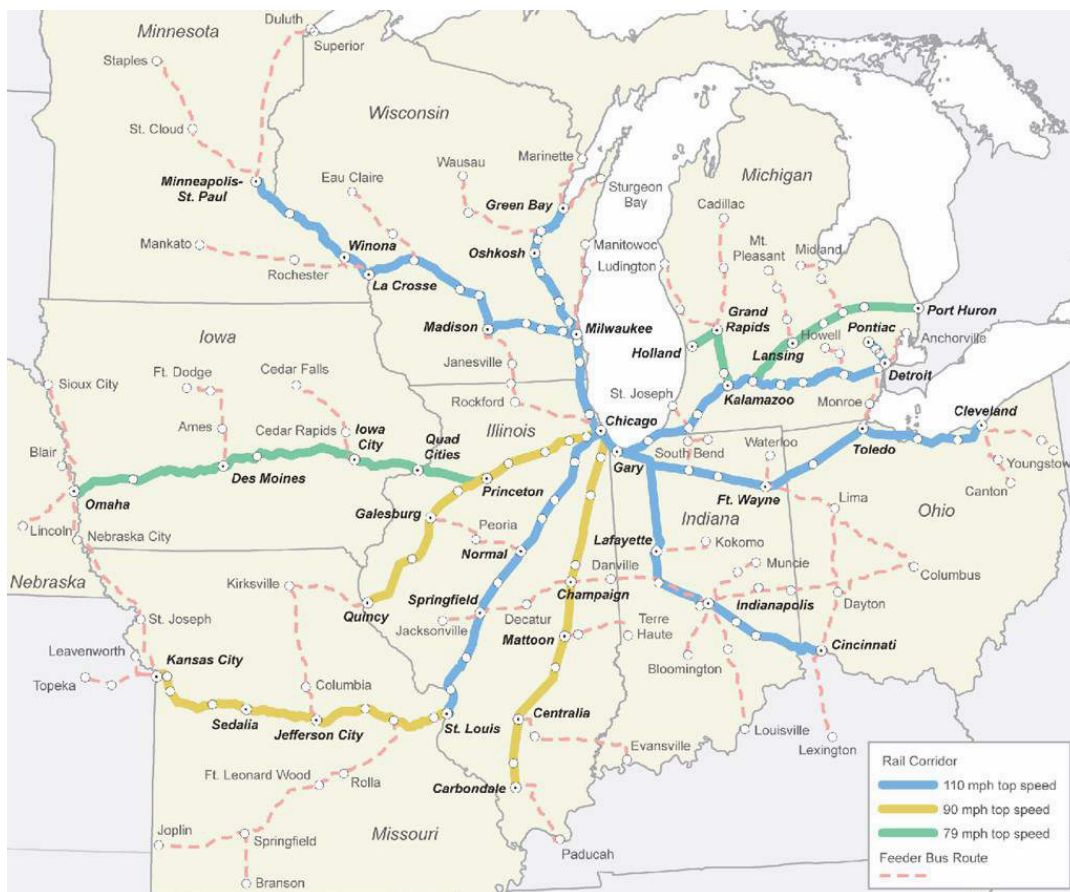 Duluth
Minnesota
Superior
Staples
Wisconsin
St. Cloud
Marinette
Wausau
Minneapolis-
St. Paul
Eau Claire
Sturgeon
Bay
Michigan
Green Bay
Cadillac
Mankato
Winona
Oshkosh
Manitowoc
Mt.
Pleasant
Midland
Rochester
Ludington
La Crosse
Port Huron
Grand
Rapids
Madison
Milwaukee
Howell
Pontiac
Anchorville
Iowa
Holland
Lansing
Janesville
Detroit
Sioux City
Ft. Dodge
Cedar Falls
St. Joseph
Kalamazoo
Rockford
Monroe
Cleveland
Chicago
Ames
Cedar Rapids
Iowa
City
Illinois
Quad
Cities
Waterloo
Toledo
Blair
South Bend
Gary
Youngstow
Des Moines
Princeton
Canton
Omaha
Ft. Wayne
Lima
Galesburg
Ohio
Lincoln
Peoria
Indiana
Nebraska City
Normal
Lafayette
Kokomo
Nebraska
Kirksville
Danville
Muncie
Columbus
Springfield
Champaign
Quincy
Indianapolis
Dayton
St. Joseph
Jacksonville
Decatur
Terre
Haute
Mattoon
Leavenworth
Cincinnati
Kansas City
Bloomington
Topeka
Columbia
Centralia
Sedalia
Jefferson City
St. Louis
Louisville
Evansville
Lexington
Ft. Leonard Wood
Rolla
Carbondale
Joplin
Missouri
Springfield
Paducah
Branson
Rail Corridor
110 mph top speed
90 mph top speed
79 mph top speed
Feeder Bus Route